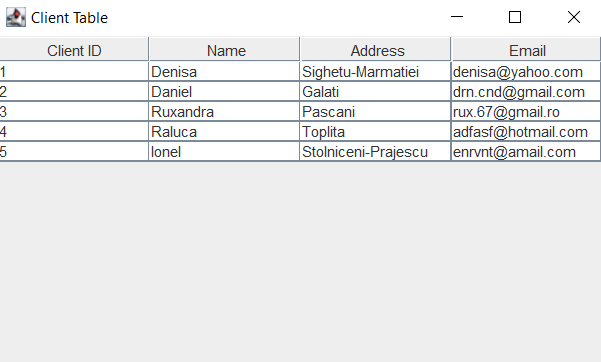 Client Table
Client ID Name Address Email
1 Denisa Sighetu-Marmatiei denisa@yahoo.com
2 Daniel Galati drn.cnd@gmail.com
3 Ruxandra Pascani rux.67@gmail.ro
4 Raluca Toplita adfasf@hotmail.com
5 Ionel Stolniceni-Prajescu enrvnt@amail.com